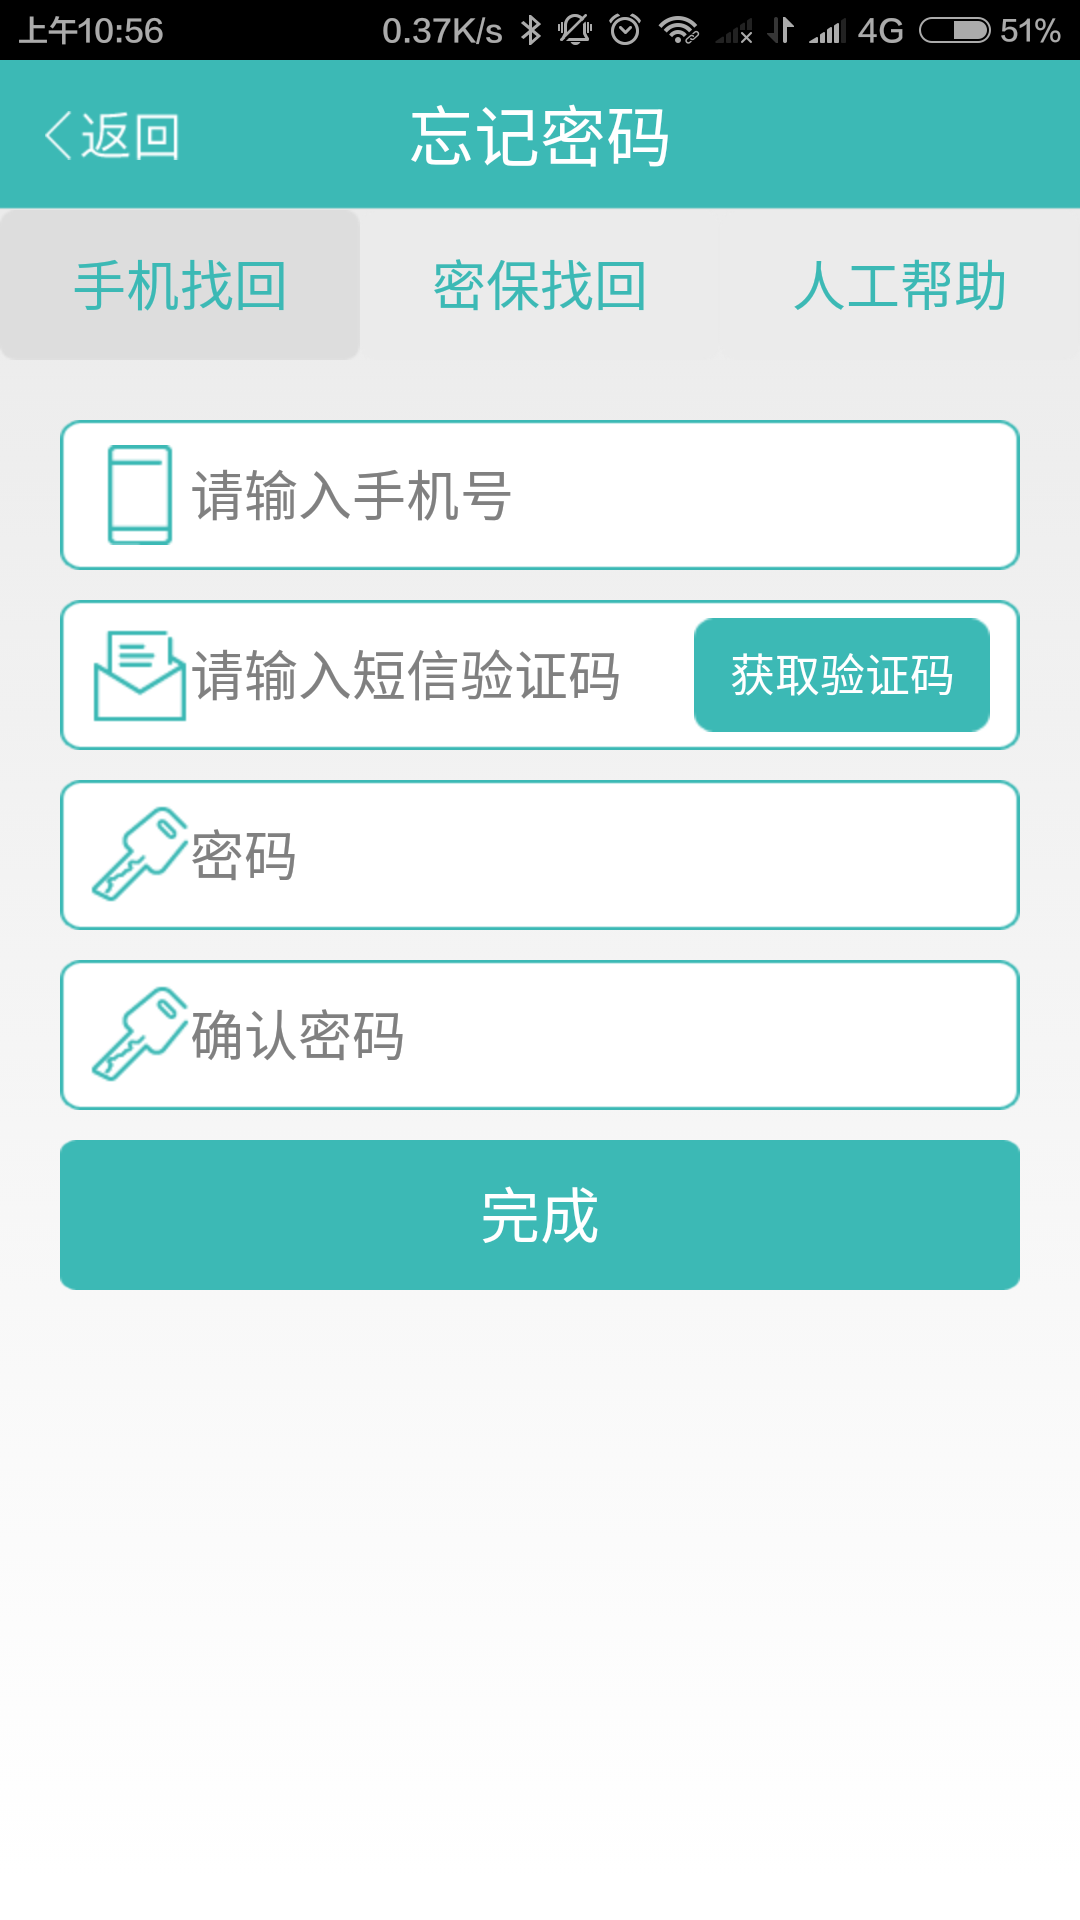 上午10:56 0.37K/s 4G 51%
返回 忘记密码
手机找回 密保找回 人工帮助
请输入手机号
请输入短信验证码 获取验证码
密码
确认密码
完成